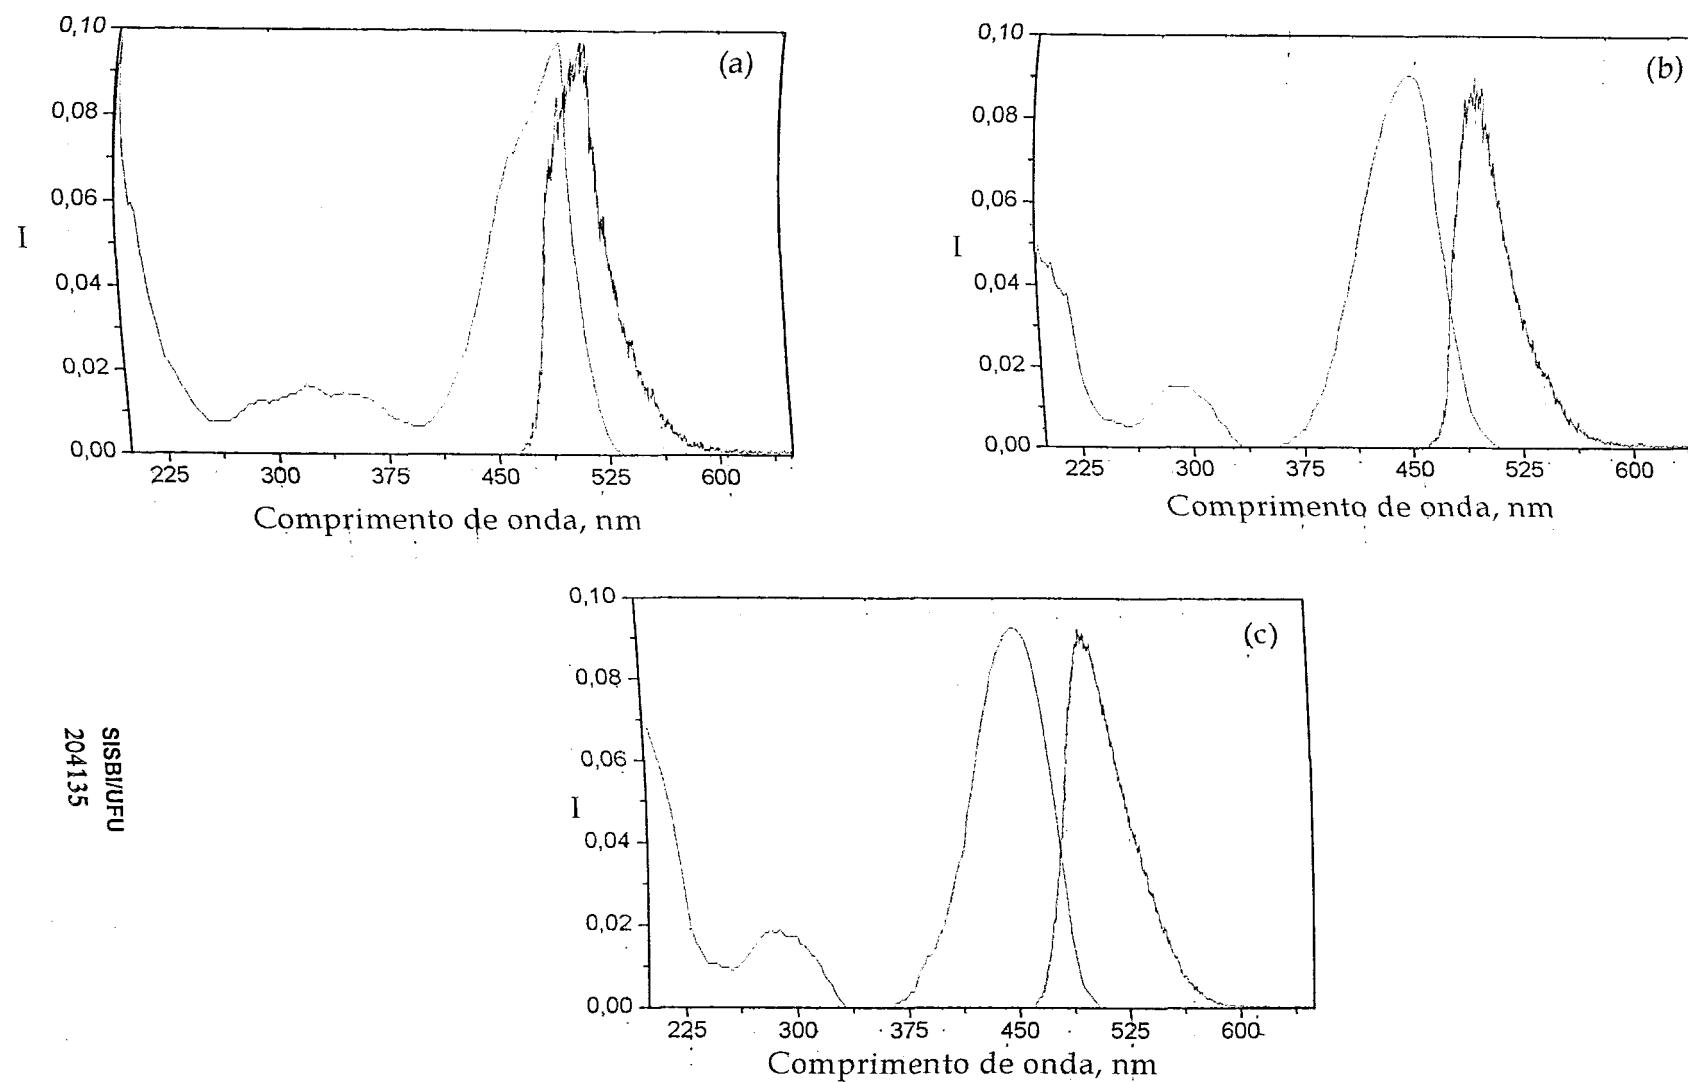 0,10
(a)
0,08
0,06
I
0,04
0,02
0,00
225 300 375 450 525 600
Comprimento de onda, nm
0,10
(b)
0,08
0,06
I
0,04
0,02
0,00
225 300 375 450 525 600
Comprimento de onda, nm
0,10
(c)
0,08
0,06
I
0,04
0,02
0,00
225 300 375 450 525 600
Comprimento de onda, nm
SISBI/UFU
204135